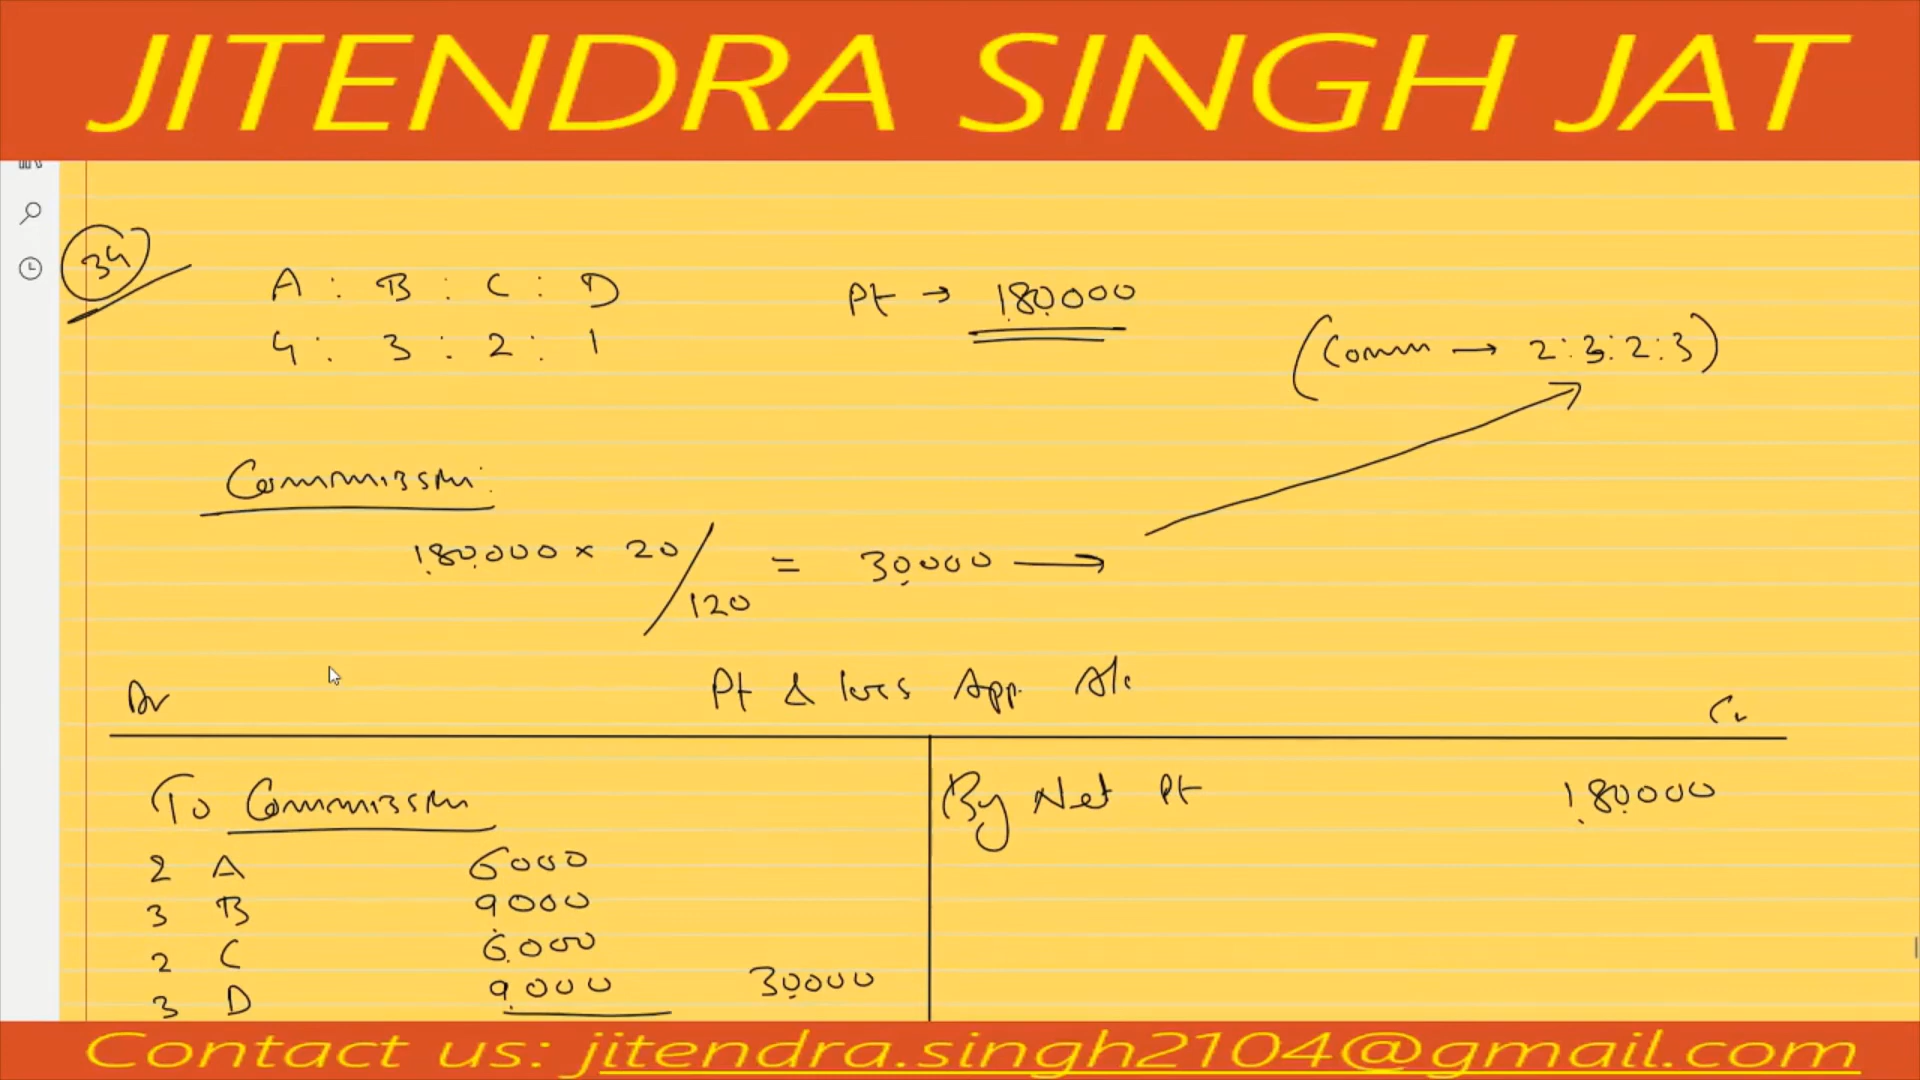 JITENDRA SINGH JAT
34
A : B : C : D
4 : 3 : 2 : 1
Pt → 180000
(Comm → 2:3:2:3)
Commission:
180000 × 20/120 = 30000 →
Pt & loss App. A/c
Dr
Cr
To Commission
2 A 6000
3 B 9000
2 C 6000
3 D 9000 30000
By Net Pt 180000
Contact us: jitendra.singh2104@gmail.com